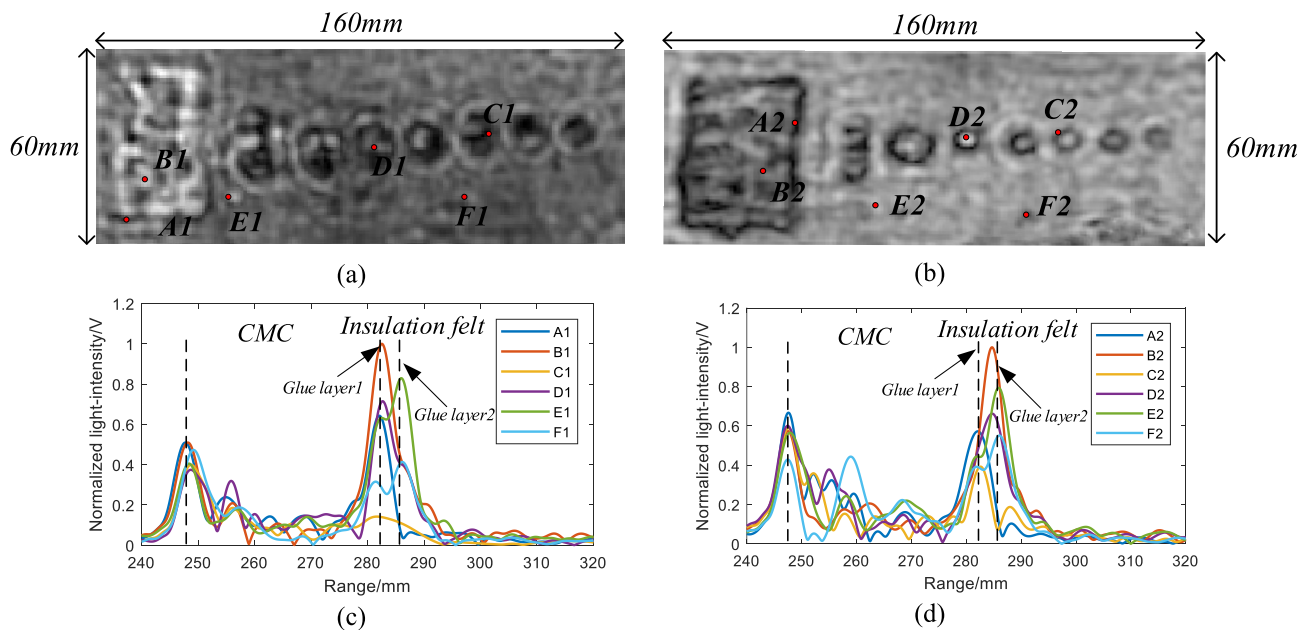 160mm
160mm
60mm
A1
B1
C1
D1
E1
F1
A2
B2
C2
D2
E2
F2
60mm
(a)
(b)
1.2
1
0.8
0.6
0.4
0.2
0
Normalized light-intensity/V
CMC
Insulation felt
Glue layer1
Glue layer2
A1
B1
C1
D1
E1
F1
240 250 260 270 280 290 300 310 320
Range/mm
(c)
1.2
1
0.8
0.6
0.4
0.2
0
Normalized light-intensity/V
CMC
Insulation felt
Glue layer1
Glue layer2
A2
B2
C2
D2
E2
F2
240 250 260 270 280 290 300 310 320
Range/mm
(d)